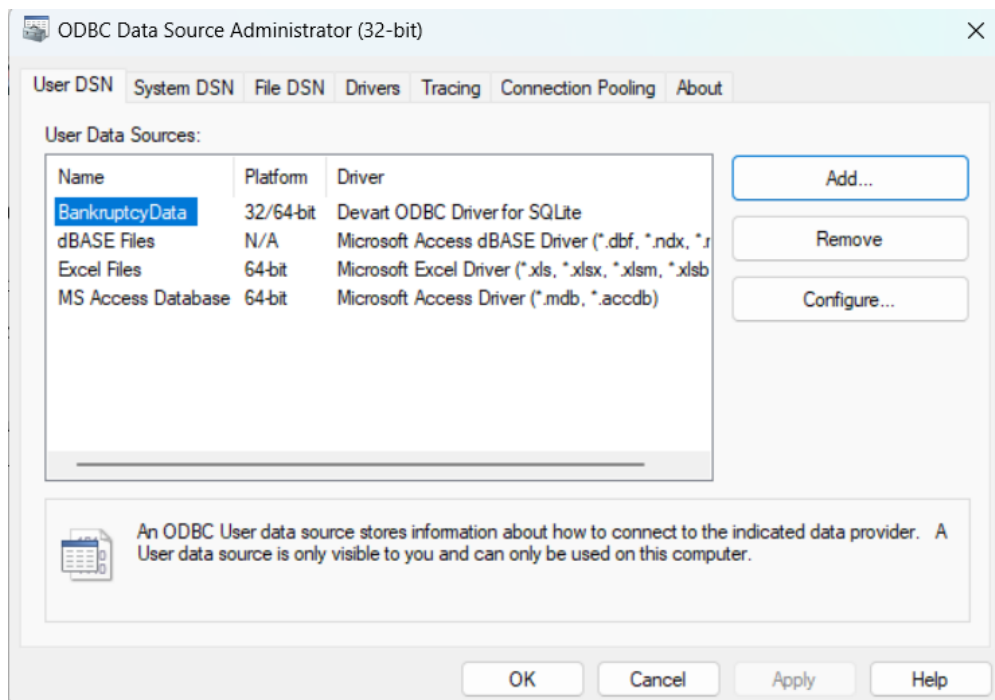 ODBC Data Source Administrator (32-bit)
User DSN System DSN File DSN Drivers Tracing Connection Pooling About
User Data Sources:
Name Platform Driver
BankruptcyData 32/64-bit Devart ODBC Driver for SQLite
dBASE Files N/A Microsoft Access dBASE Driver (*.dbf, *.ndx, *.r
Excel Files 64-bit Microsoft Excel Driver (*.xls, *.xlsx, *.xlsm, *.xlsb
MS Access Database 64-bit Microsoft Access Driver (*.mdb, *.accdb)
Add...
Remove
Configure...
An ODBC User data source stores information about how to connect to the indicated data provider. A
User data source is only visible to you and can only be used on this computer.
OK Cancel Apply Help